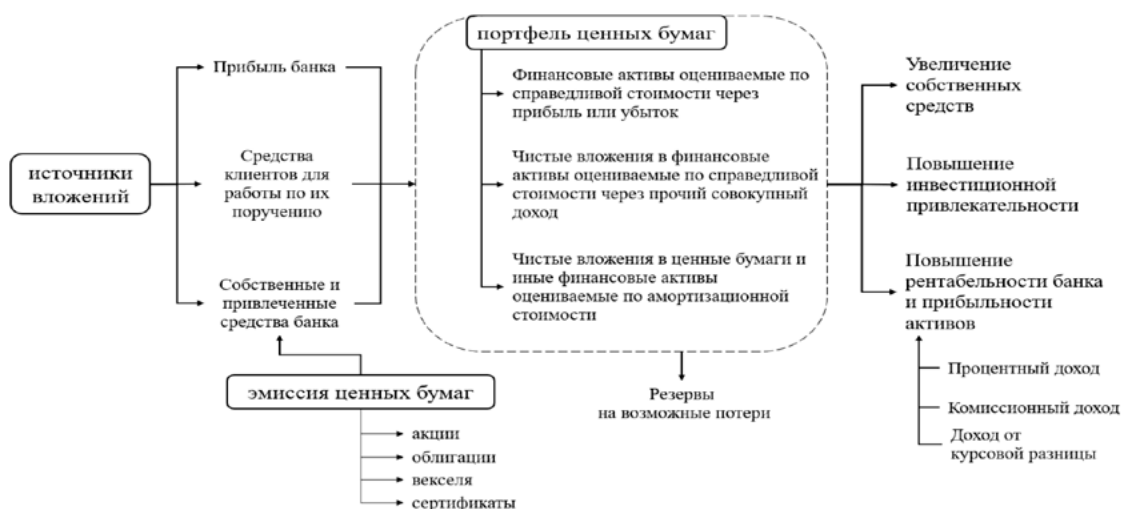 источники
вложений
Прибыль банка
Средства
клиентов для
работы по их
поручению
Собственные и
привлеченные
средства банка
эмиссия ценных бумаг
акции
облигации
векселя
сертификаты
портфель ценных бумаг
Финансовые активы оцениваемые по
справедливой стоимости через
прибыль или убыток
Чистые вложения в финансовые
активы оцениваемые по справедливой
стоимости через прочий совокупный
доход
Чистые вложения в ценные бумаги и
иные финансовые активы
оцениваемые по амортизационной
стоимости
Резервы
на возможные потери
Увеличение
собственных
средств
Повышение
инвестиционной
привлекательности
Повышение
рентабельности банка
и прибыльности
активов
Процентный доход
Комиссионный доход
Доход от
курсовой разницы